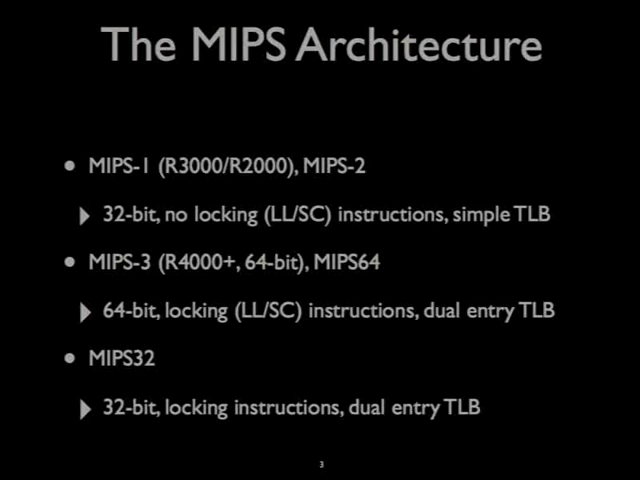 The MIPS Architecture
• MIPS-1 (R3000/R2000), MIPS-2
▸ 32-bit, no locking (LL/SC) instructions, simple TLB
• MIPS-3 (R4000+, 64-bit), MIPS64
▸ 64-bit, locking (LL/SC) instructions, dual entry TLB
• MIPS32
▸ 32-bit, locking instructions, dual entry TLB
3